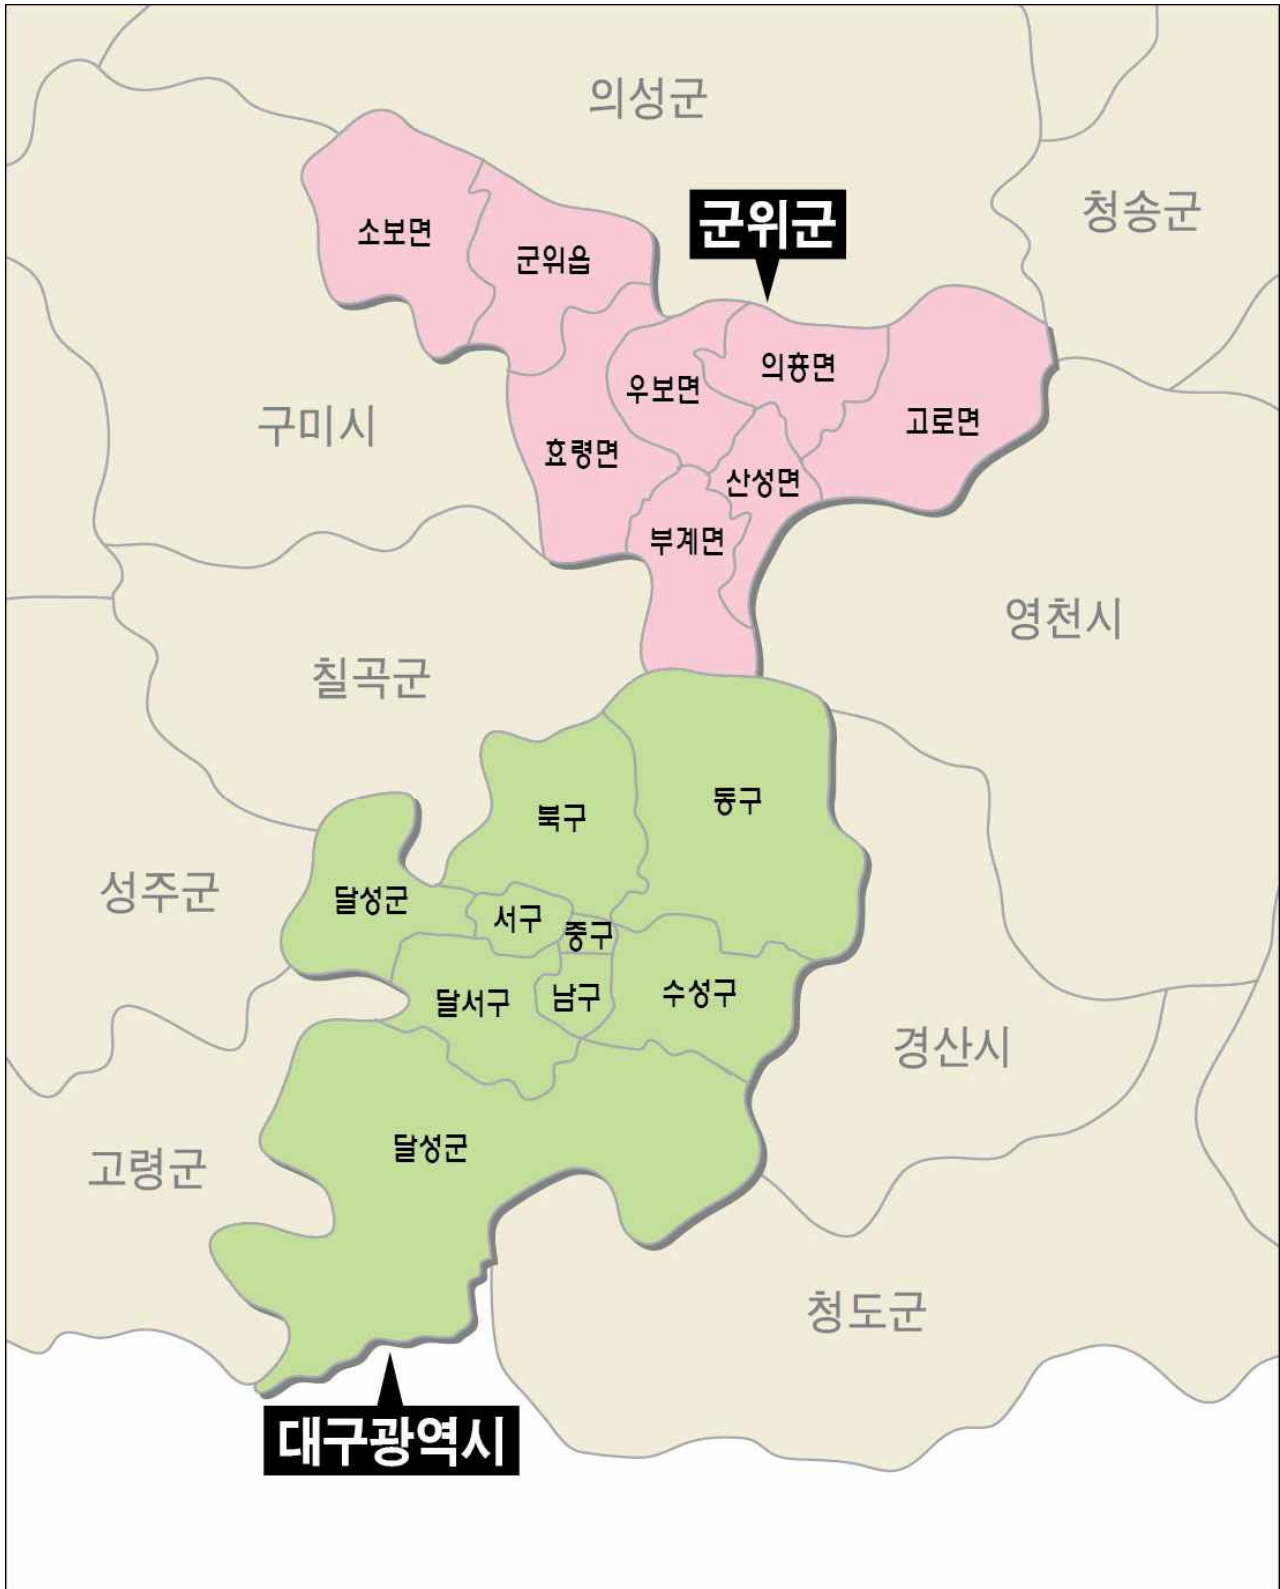 의성군
청송군
군위군
소보면
군위읍
의흥면
우보면
고로면
구미시
효령면
산성면
부계면
영천시
칠곡군
동구
북구
성주군
달성군
서구
중구
달서구
남구
수성구
경산시
달성군
고령군
청도군
대구광역시